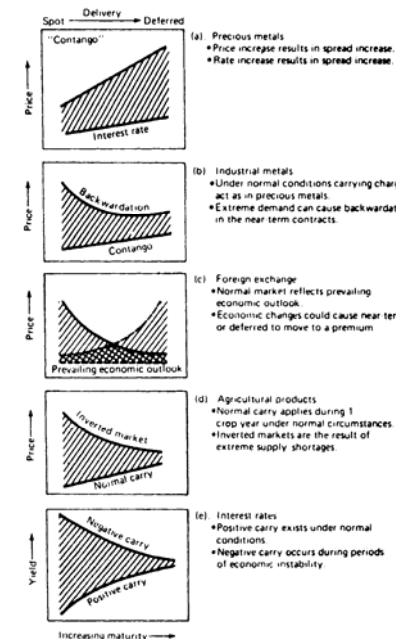 Delivery
Spot Deferred
"Contango"
Price
Interest rate
(a) Precious metals
•Price increase results in spread increase.
•Rate increase results in spread increase.
Price
Backwardation
Contango
(b) Industrial metals
•Under normal conditions carrying char
act as in precious metals.
•Extreme demand can cause backwardat
in the near term contracts.
Price
Prevailing economic outlook
(c) Foreign exchange
•Normal market reflects prevailing
economic outlook.
•Economic changes could cause near te
or deferred to move to a premium
Price
Inverted market
Normal carry
(d) Agricultural products
•Normal carry applies during 1
crop year under normal circumstances.
•Inverted markets are the result of
extreme supply shortages.
Yield
Negative carry
Positive carry
Increasing maturity
(e) Interest rates
•Positive carry exists under normal
conditions.
•Negative carry occurs during periods
of economic instability.